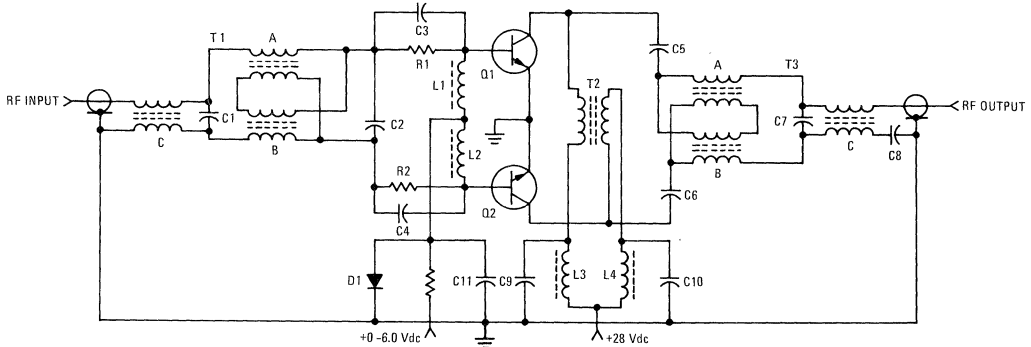 C3
T1 A
R1
Q1
C5
A T3
L1
T2
RF INPUT
C1
C2
C7
RF OUTPUT
C
B
L2
R2
B
C
C8
C6
Q2
C4
D1
C11
C9
L3
L4
C10
+0 -6.0 Vdc
+28 Vdc